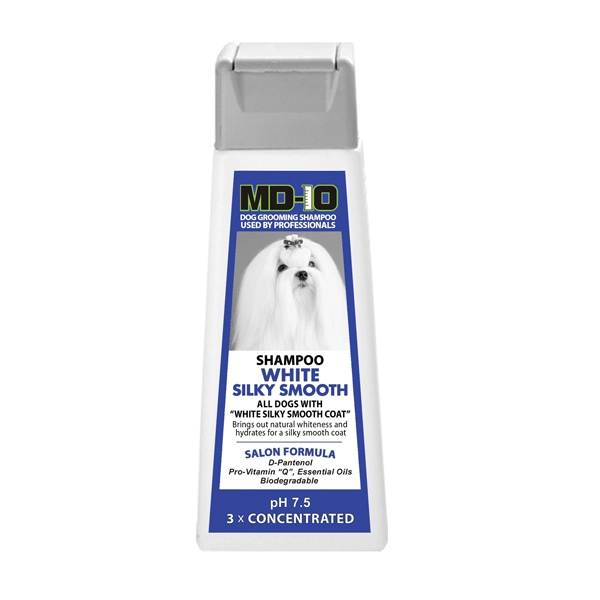 MD-10
DOG GROOMING SHAMPOO
USED BY PROFESSIONALS
SHAMPOO
WHITE
SILKY SMOOTH
ALL DOGS WITH
"WHITE SILKY SMOOTH COAT"
Brings out natural whiteness and
hydrates for a silky smooth coat
SALON FORMULA
D-Pantenol
Pro-Vitamin "Q", Essential Oils
Biodegradable
pH 7.5
3 x CONCENTRATED